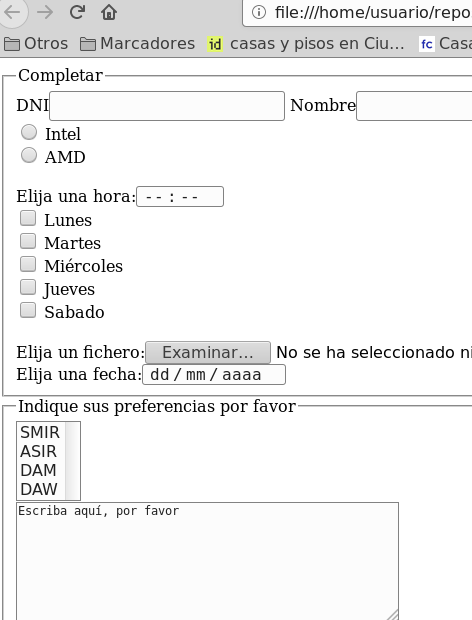 file:///home/usuario/repo
Otros Marcadores id casas y pisos en Ciu... fc Casa
Completar
DNI Nombre
Intel
AMD
Elija una hora: -- : --
Lunes
Martes
Miércoles
Jueves
Sabado
Elija un fichero: Examinar... No se ha seleccionado ni
Elija una fecha: dd / mm / aaaa
Indique sus preferencias por favor
SMIR
ASIR
DAM
DAW
Escriba aquí, por favor